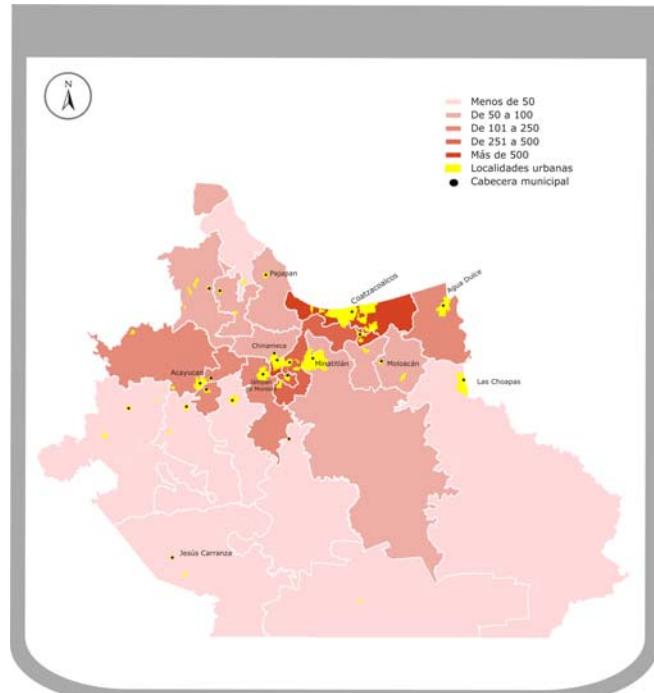 N
Menos de 50
De 50 a 100
De 101 a 250
De 251 a 500
Más de 500
Localidades urbanas
Cabecera municipal
Pajapan
Coatzacoalcos
Agua Dulce
Chinameca
Minatitlán
Moloacán
Acayucan
Las Choapas
Jesús Carranza